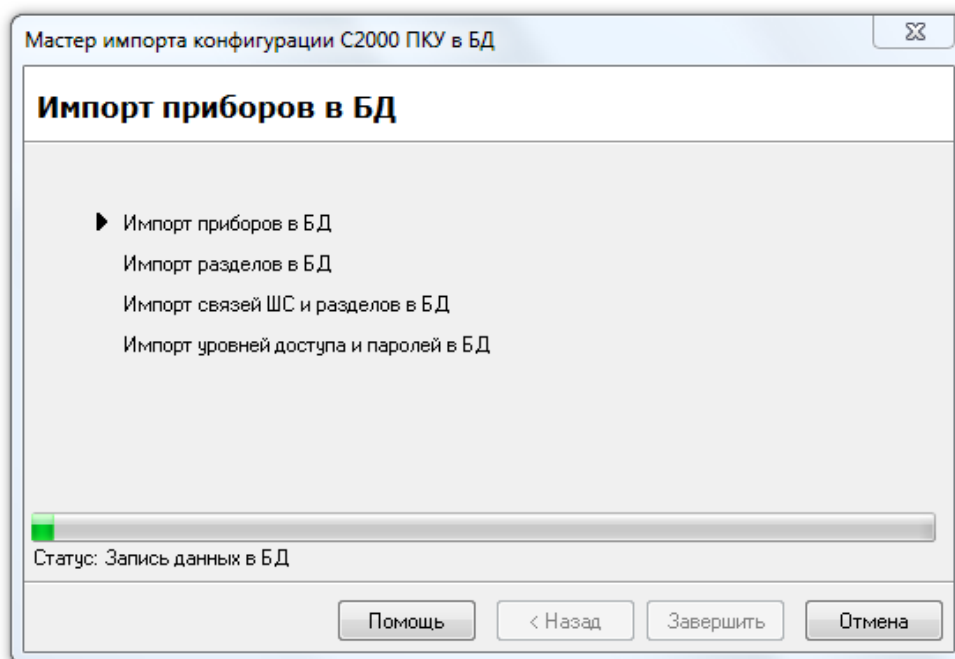 Мастер импорта конфигурации С2000 ПКУ в БД
Импорт приборов в БД
Импорт приборов в БД
Импорт разделов в БД
Импорт связей ШС и разделов в БД
Импорт уровней доступа и паролей в БД
Статус: Запись данных в БД
Помощь
< Назад
Завершить
Отмена